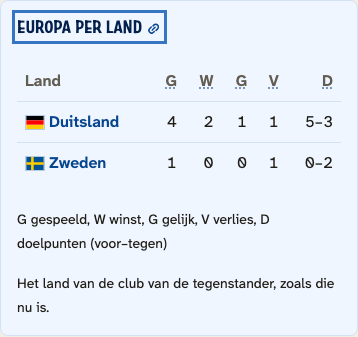 EUROPA PER LAND
Land G W G V D
Duitsland 4 2 1 1 5–3
Zweden 1 0 0 1 0–2
G gespeeld, W winst, G gelijk, V verlies, D
doelpunten (voor–tegen)
Het land van de club van de tegenstander, zoals die
nu is.